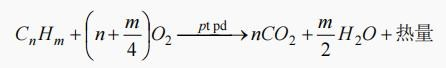 CₙHₘ + (n + m/4) O₂ —pt pd→ nCO₂ + m/2 H₂O + 热量